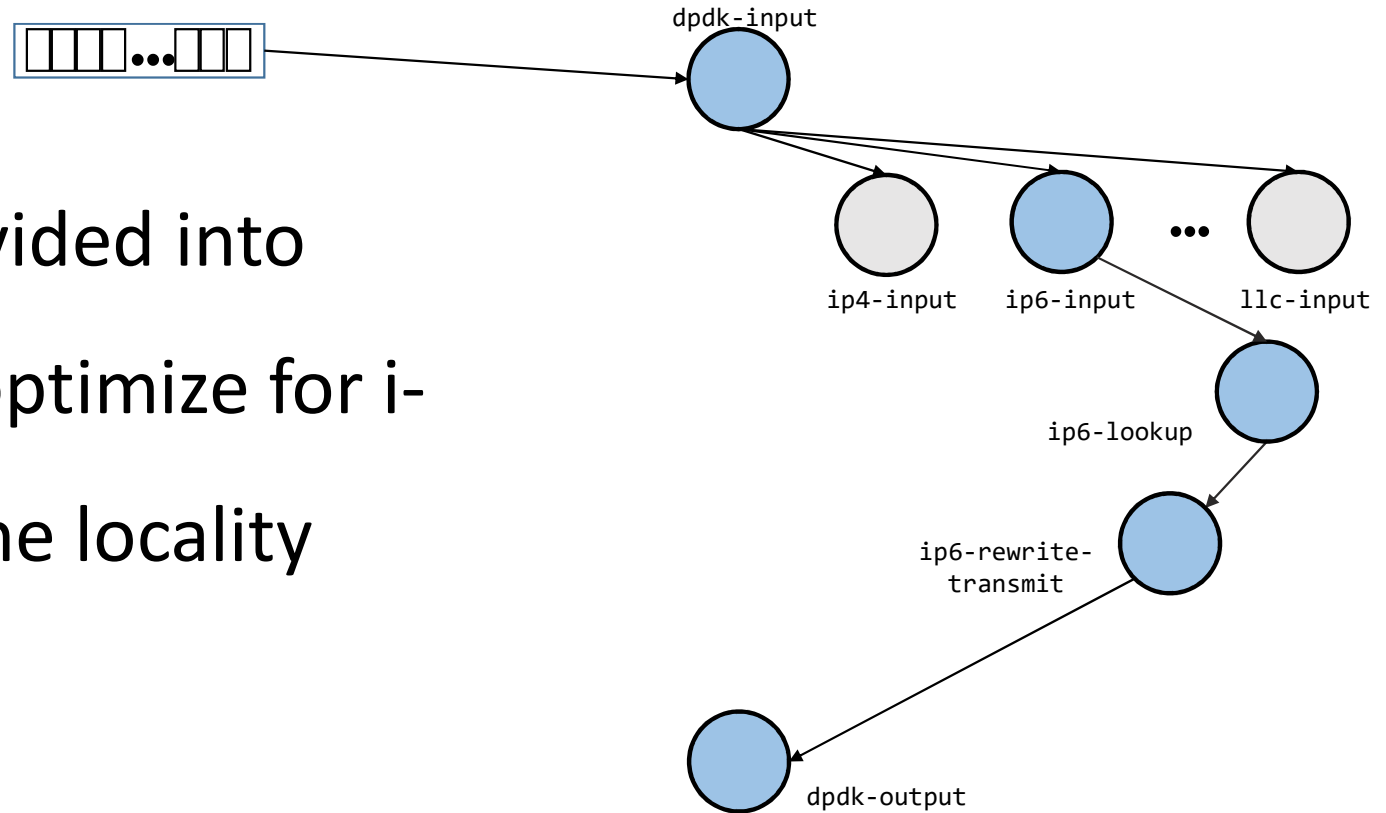 dpdk-input
vided into
ip4-input
ip6-input
llc-input
optimize for i-
ip6-lookup
ne locality
ip6-rewrite-
transmit
dpdk-output